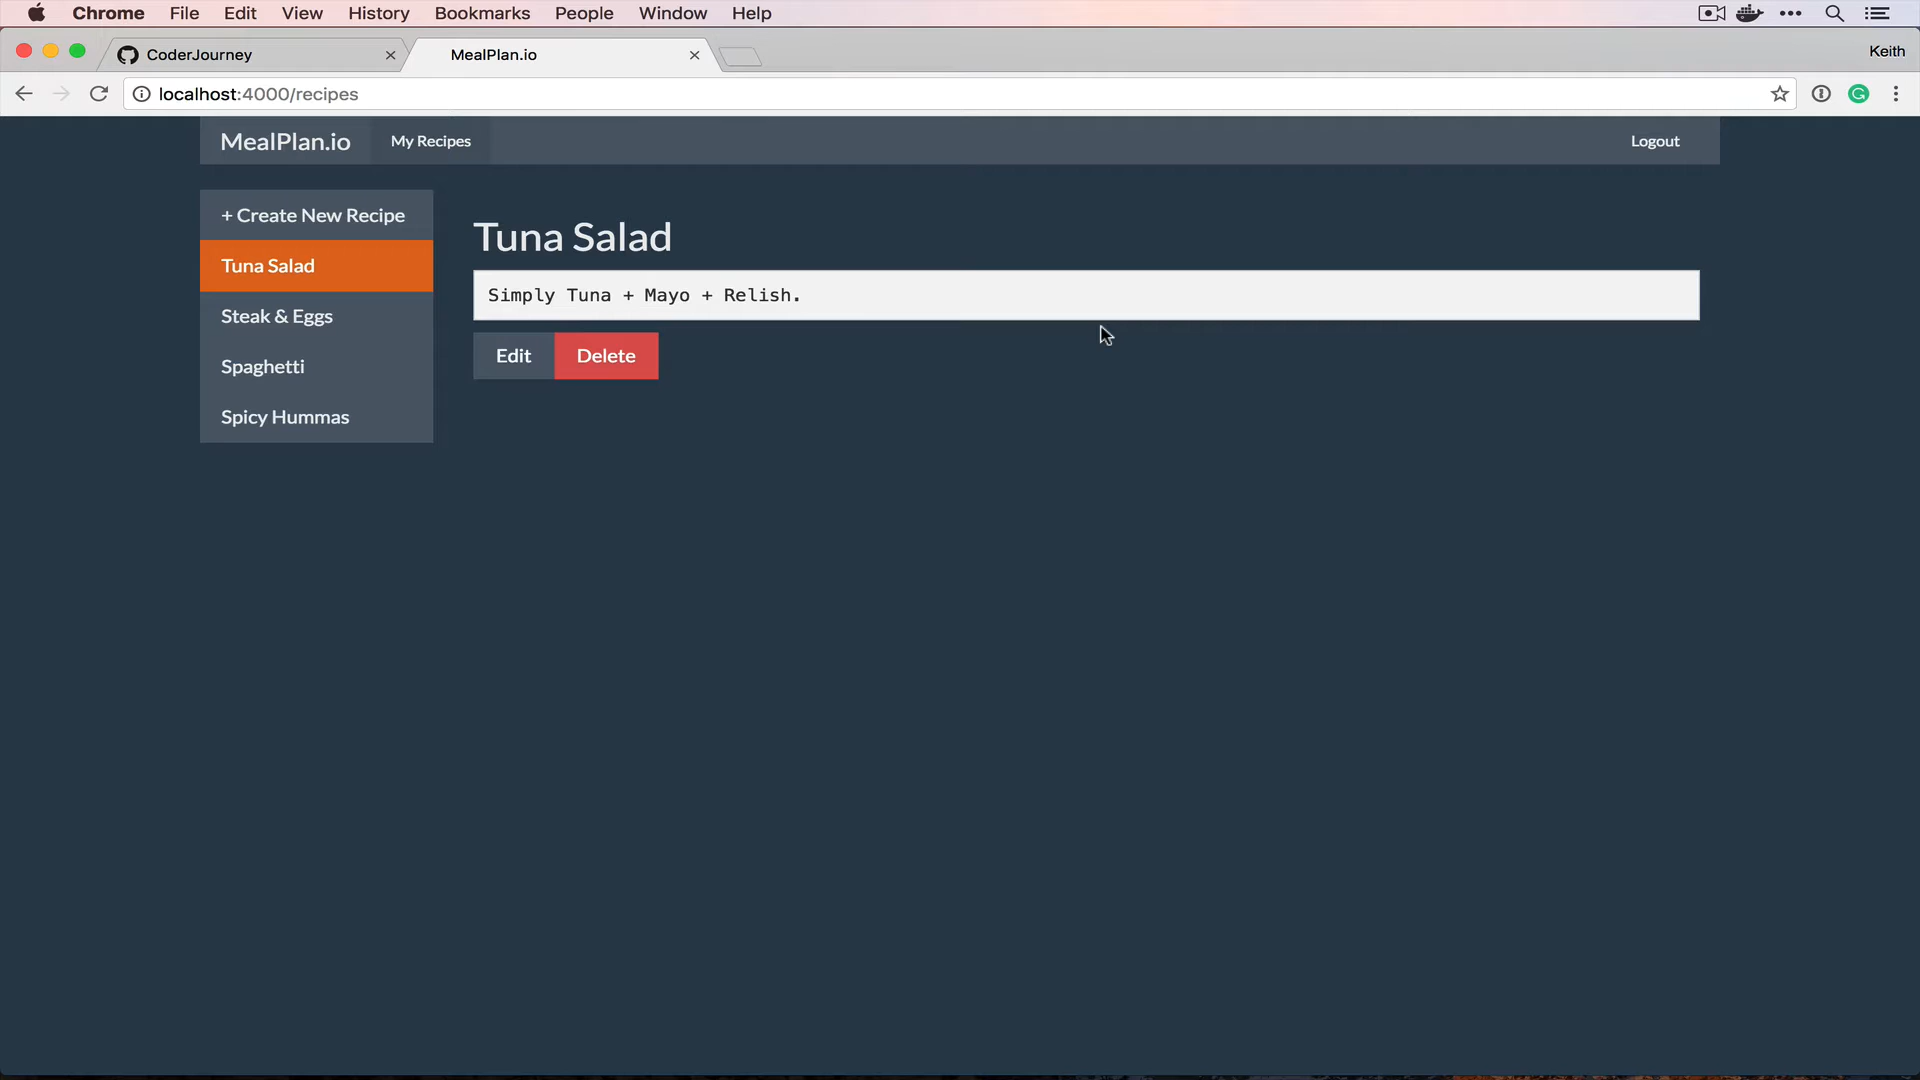 Chrome File Edit View History Bookmarks People Window Help
CoderJourney
MealPlan.io
Keith
localhost:4000/recipes
MealPlan.io My Recipes Logout
+ Create New Recipe
Tuna Salad
Steak & Eggs
Spaghetti
Spicy Hummas
Tuna Salad
Simply Tuna + Mayo + Relish.
Edit Delete